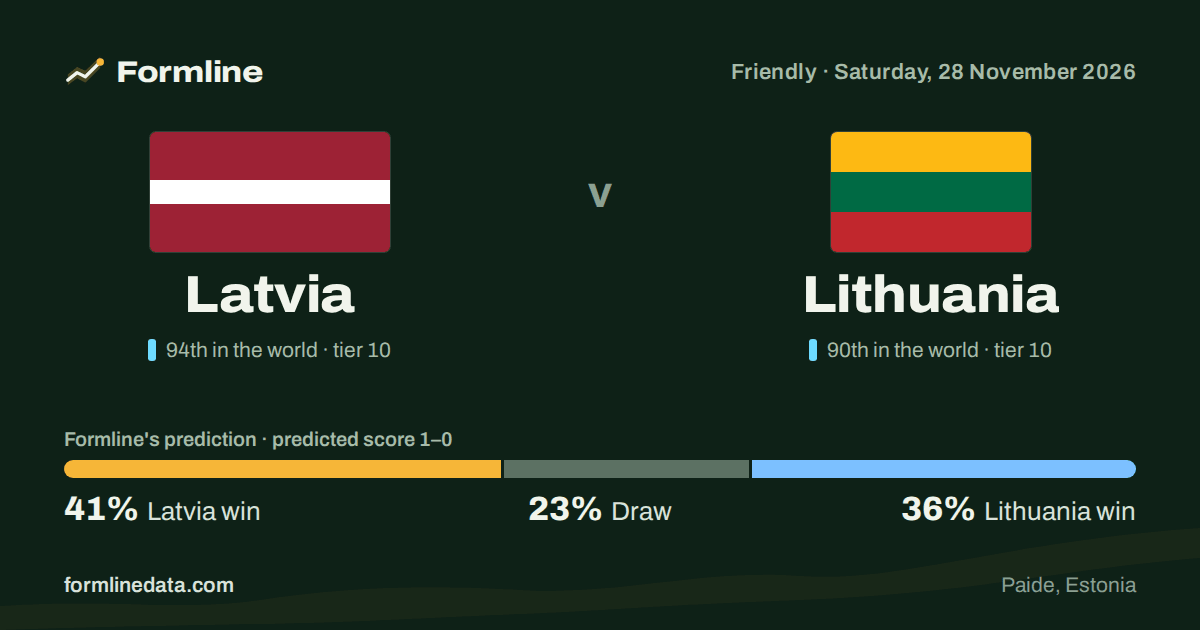 Formline
Friendly · Saturday, 28 November 2026
v
Latvia
Lithuania
94th in the world · tier 10
90th in the world · tier 10
Formline's prediction · predicted score 1–0
41% Latvia win
23% Draw
36% Lithuania win
formlinedata.com
Paide, Estonia